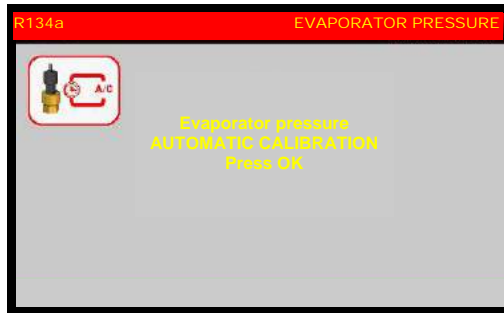 R134a EVAPORATOR PRESSURE
A/C
Evaporator pressure
AUTOMATIC CALIBRATION
Press OK